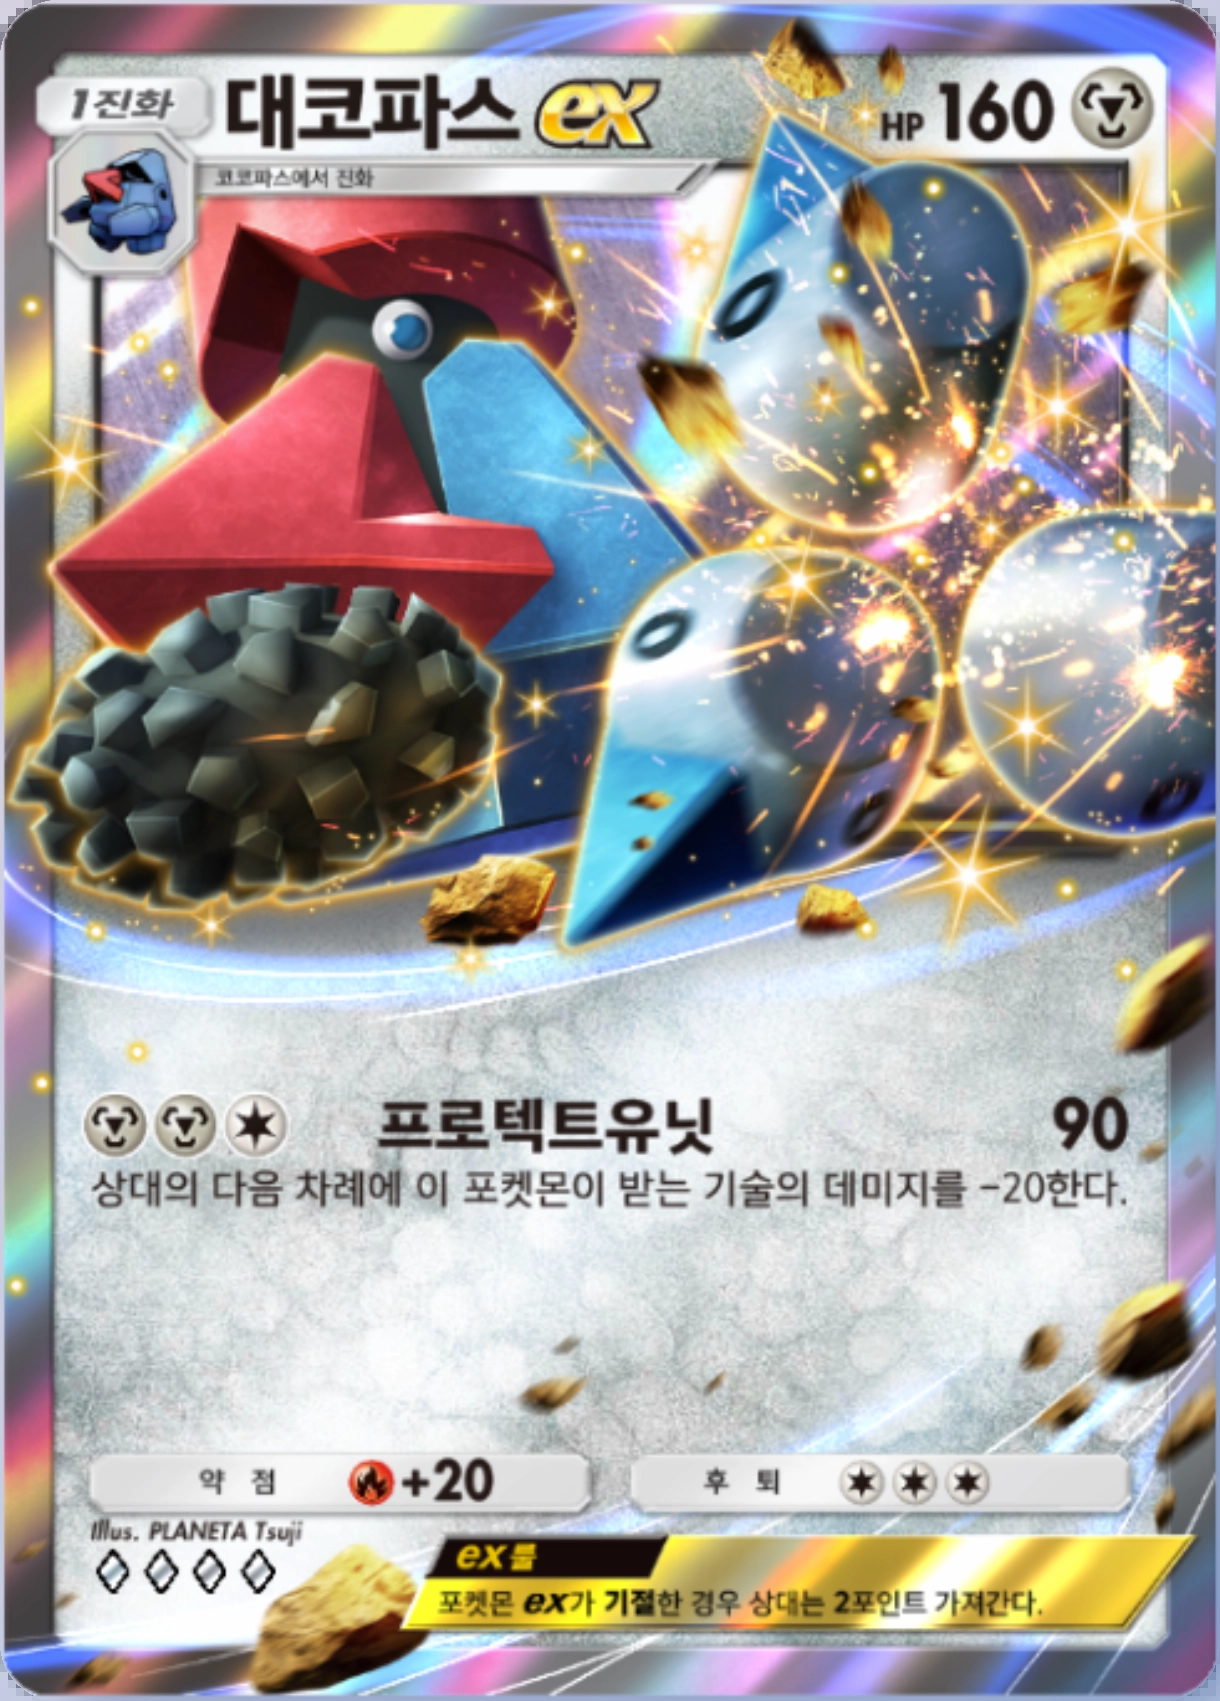 1진화
대코파스 ex HP 160
코코파스에서 진화
프로텍트유닛 90
상대의 다음 차례에 이 포켓몬이 받는 기술의 데미지를 -20한다.
약 점 +20 후 퇴
Illus. PLANETA Tsuji
ex 룰
포켓몬 ex가 기절한 경우 상대는 2포인트 가져간다.